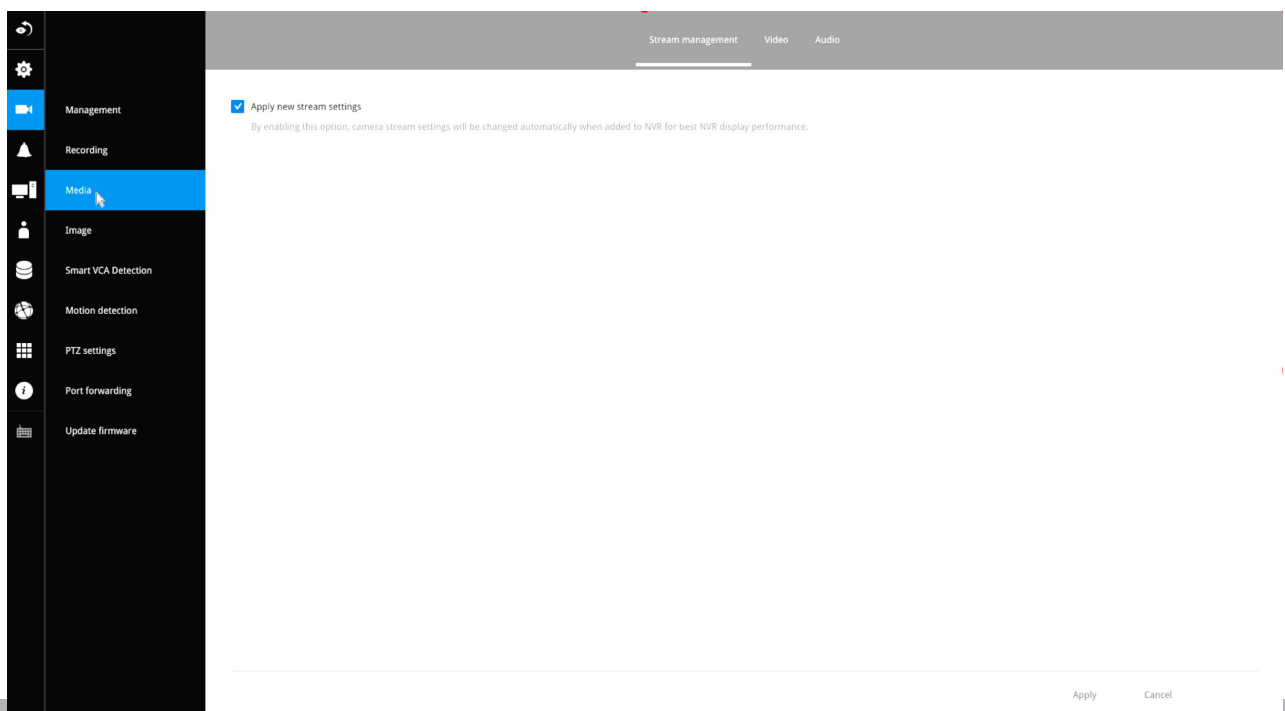 Stream management Video Audio
Management
Recording
Media
Image
Smart VCA Detection
Motion detection
PTZ settings
Port forwarding
Update firmware
Apply new stream settings
By enabling this option, camera stream settings will be changed automatically when added to NVR for best NVR display performance.
Apply Cancel